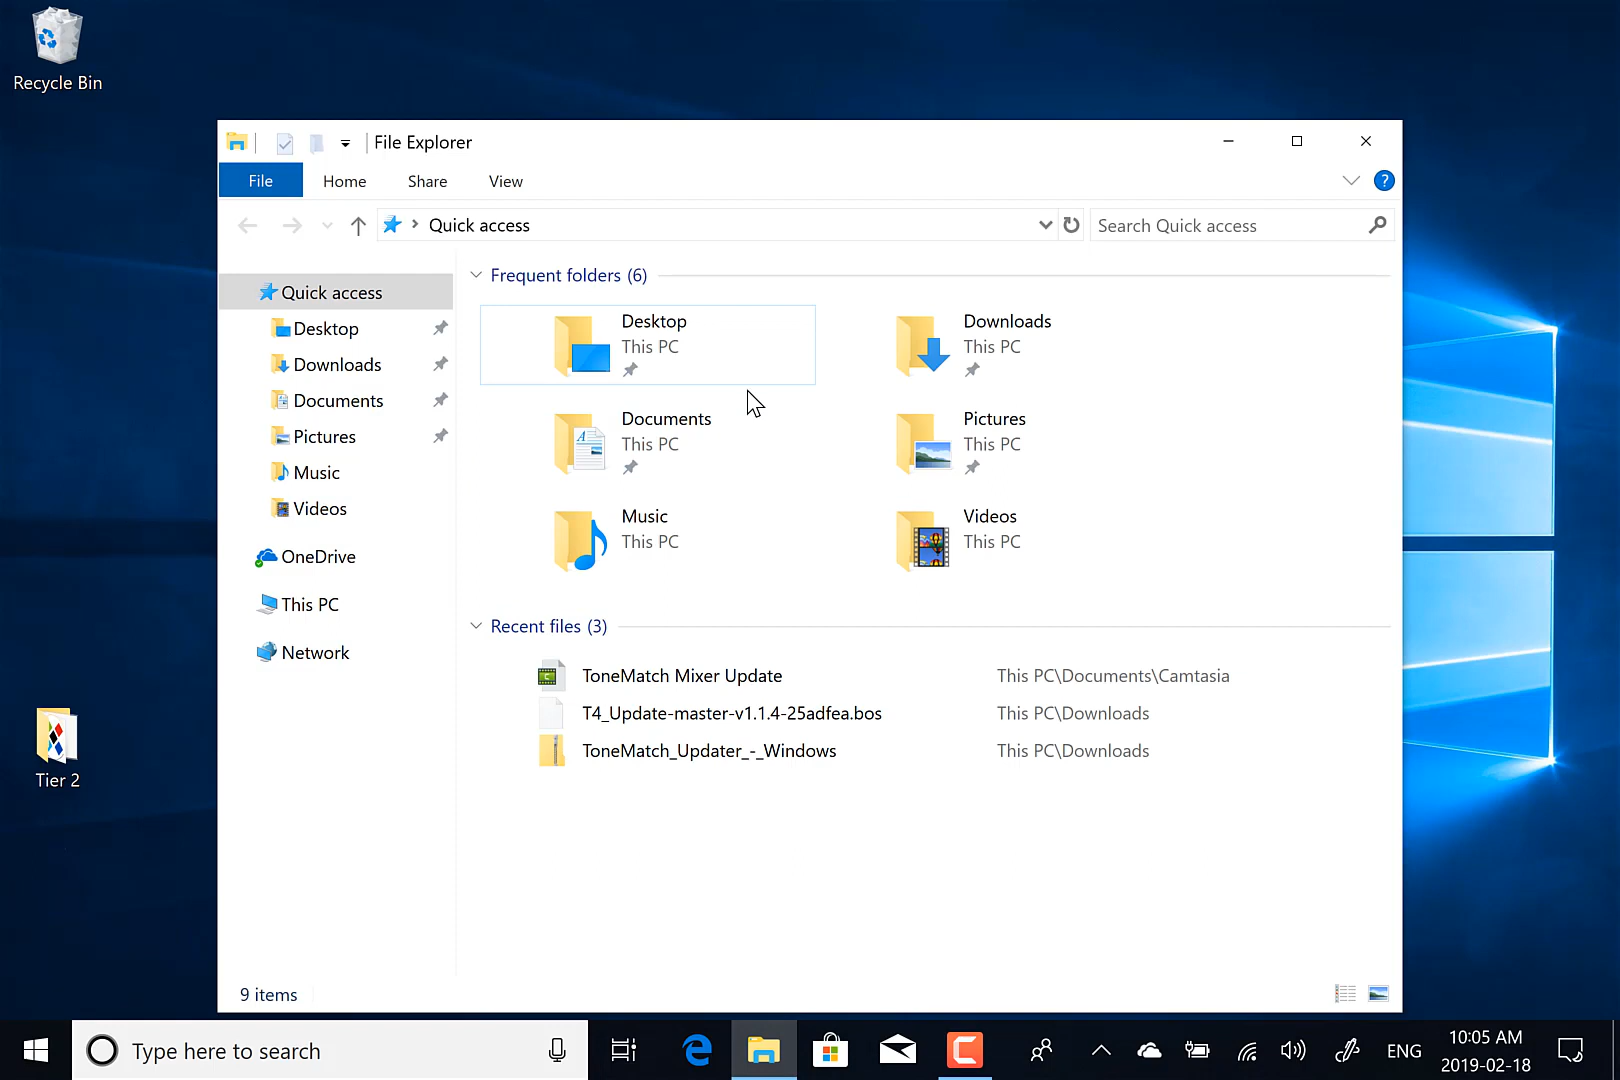 Recycle Bin
File Explorer
File Home Share View
?
Quick access
Search Quick access
Quick access
Desktop
Downloads
Documents
Pictures
Music
Videos
OneDrive
This PC
Network
Frequent folders (6)
Desktop
This PC
Downloads
This PC
Documents
This PC
Pictures
This PC
Music
This PC
Videos
This PC
Recent files (3)
ToneMatch Mixer Update This PC\Documents\Camtasia
T4_Update-master-v1.1.4-25adfea.bos This PC\Downloads
ToneMatch_Updater_-_Windows This PC\Downloads
Tier 2
9 items
Type here to search
ENG
10:05 AM
2019-02-18